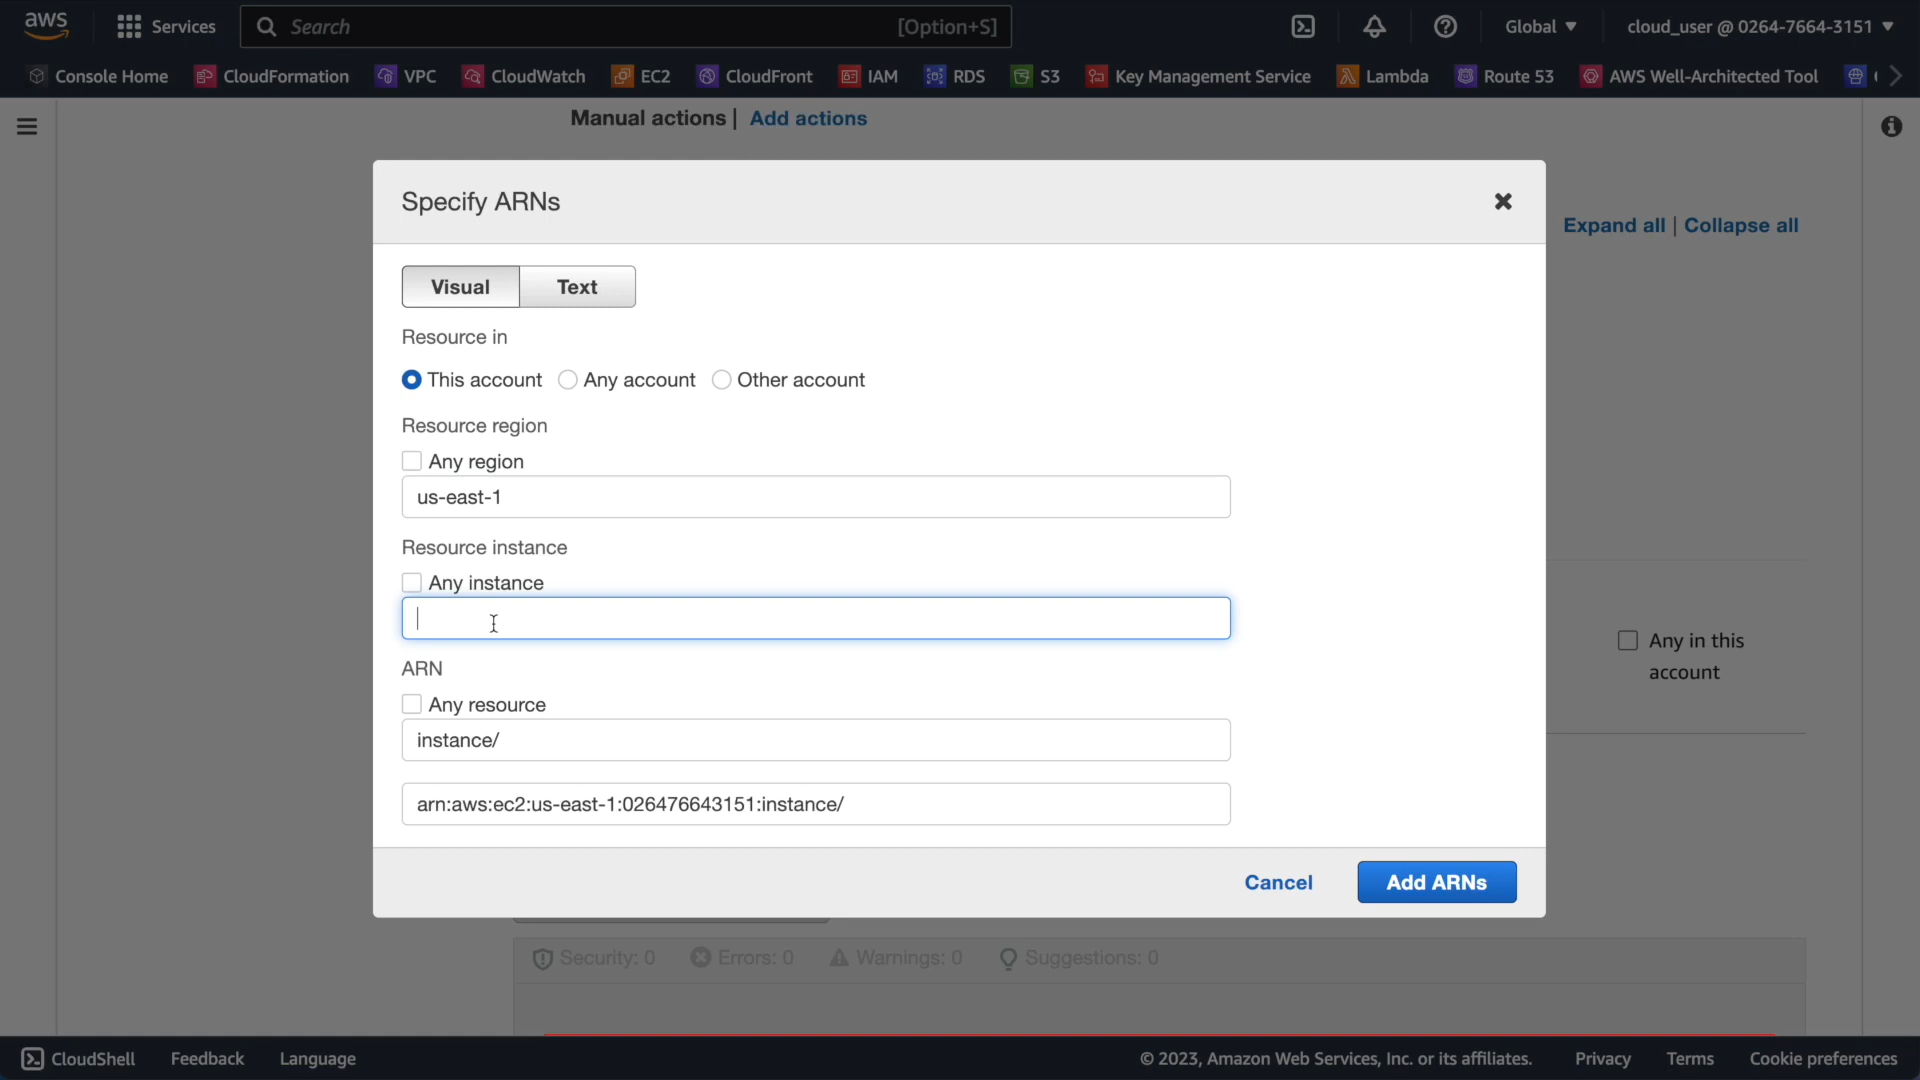 aws
Services
Search
[Option+S]
Global ▼
cloud_user @ 0264-7664-3151 ▼
Console Home
CloudFormation
VPC
CloudWatch
EC2
CloudFront
IAM
RDS
S3
Key Management Service
Lambda
Route 53
AWS Well-Architected Tool
Manual actions | Add actions
Expand all | Collapse all
Specify ARNs
Visual
Text
Resource in
This account
Any account
Other account
Resource region
Any region
us-east-1
Resource instance
Any instance
ARN
Any resource
instance/
arn:aws:ec2:us-east-1:026476643151:instance/
Any in this
account
Cancel
Add ARNs
Security: 0
Errors: 0
Warnings: 0
Suggestions: 0
CloudShell
Feedback
Language
© 2023, Amazon Web Services, Inc. or its affiliates.
Privacy
Terms
Cookie preferences